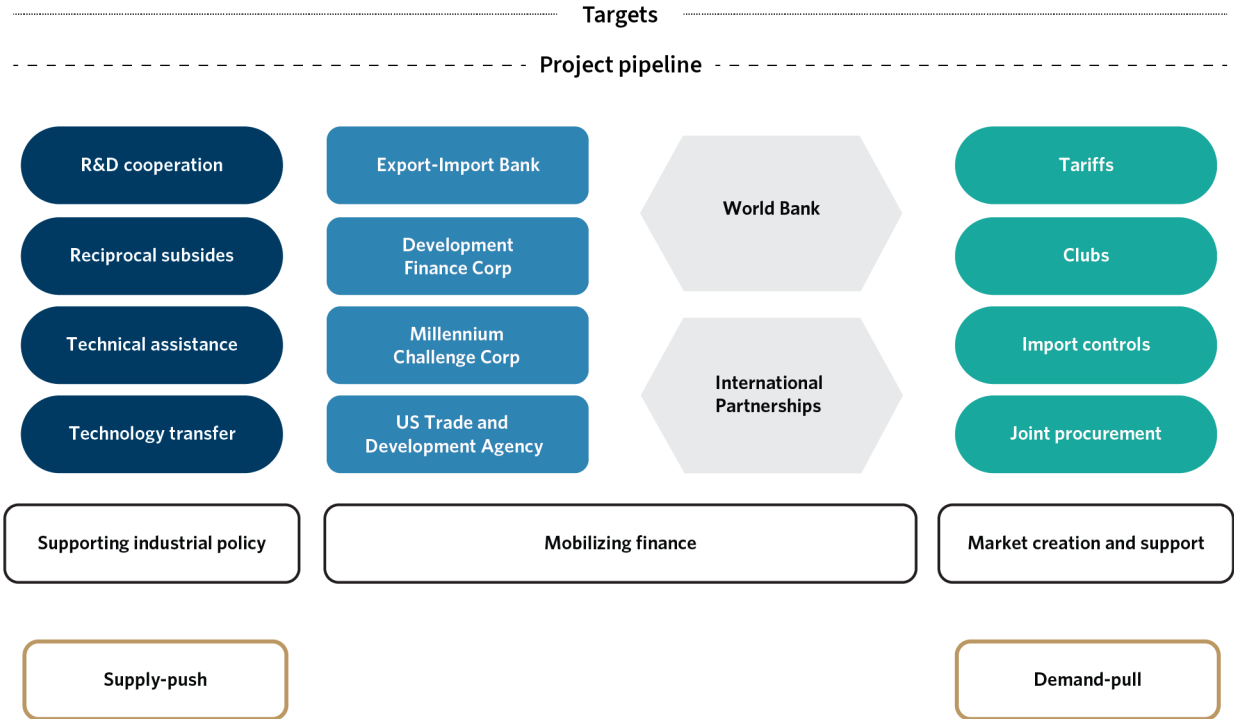 Targets
Project pipeline
R&D cooperation
Reciprocal subsides
Technical assistance
Technology transfer
Export-Import Bank
Development
Finance Corp
Millennium
Challenge Corp
US Trade and
Development Agency
World Bank
International
Partnerships
Tariffs
Clubs
Import controls
Joint procurement
Supporting industrial policy
Mobilizing finance
Market creation and support
Supply-push
Demand-pull